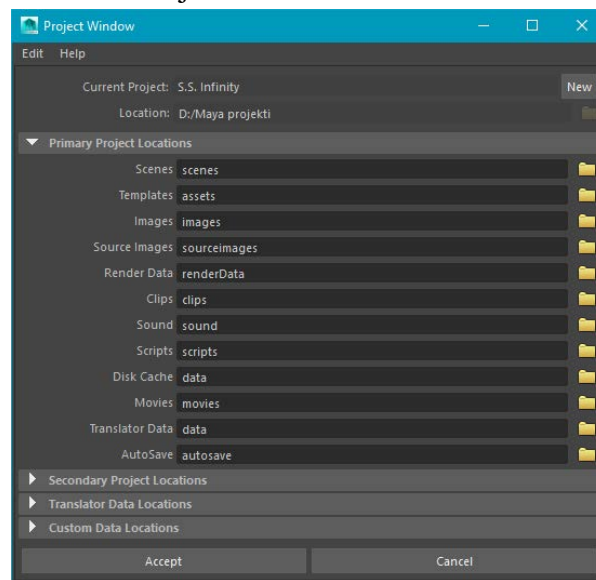 Project Window
Edit Help
Current Project: S.S. Infinity New
Location: D:/Maya projekti
Primary Project Locations
Scenes scenes
Templates assets
Images images
Source Images sourceimages
Render Data renderData
Clips clips
Sound sound
Scripts scripts
Disk Cache data
Movies movies
Translator Data data
AutoSave autosave
Secondary Project Locations
Translator Data Locations
Custom Data Locations
Accept Cancel